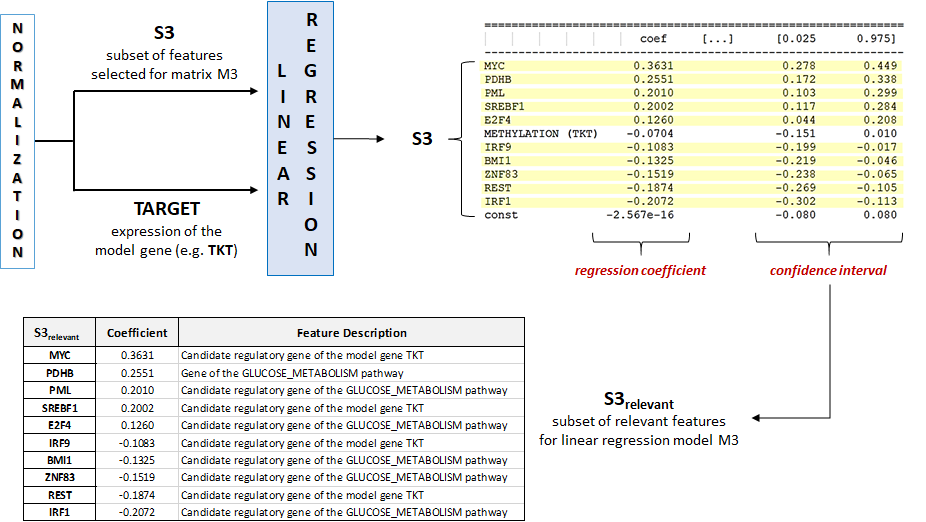 NORMALIZATION
S3
subset of features
selected for matrix M3
TARGET
expression of the
model gene (e.g. TKT)
LINEAR
REGRESSION
S3
coef [...] [0.025 0.975]
MYC 0.3631 0.278 0.449
PDHB 0.2551 0.172 0.338
PML 0.2010 0.103 0.299
SREBF1 0.2002 0.117 0.284
E2F4 0.1260 0.044 0.208
METHYLATION (TKT) -0.0704 -0.151 0.010
IRF9 -0.1083 -0.199 -0.017
BMI1 -0.1325 -0.219 -0.046
ZNF83 -0.1519 -0.238 -0.065
REST -0.1874 -0.269 -0.105
IRF1 -0.2072 -0.302 -0.113
const -2.567e-16 -0.080 0.080
regression coefficient
confidence interval
S3relevant
subset of relevant features
for linear regression model M3
S3relevant Coefficient Feature Description
MYC 0.3631 Candidate regulatory gene of the model gene TKT
PDHB 0.2551 Gene of the GLUCOSE_METABOLISM pathway
PML 0.2010 Candidate regulatory gene of the GLUCOSE_METABOLISM pathway
SREBF1 0.2002 Candidate regulatory gene of the model gene TKT
E2F4 0.1260 Candidate regulatory gene of the GLUCOSE_METABOLISM pathway
IRF9 -0.1083 Candidate regulatory gene of the model gene TKT
BMI1 -0.1325 Candidate regulatory gene of the GLUCOSE_METABOLISM pathway
ZNF83 -0.1519 Candidate regulatory gene of the GLUCOSE_METABOLISM pathway
REST -0.1874 Candidate regulatory gene of the model gene TKT
IRF1 -0.2072 Candidate regulatory gene of the GLUCOSE_METABOLISM pathway